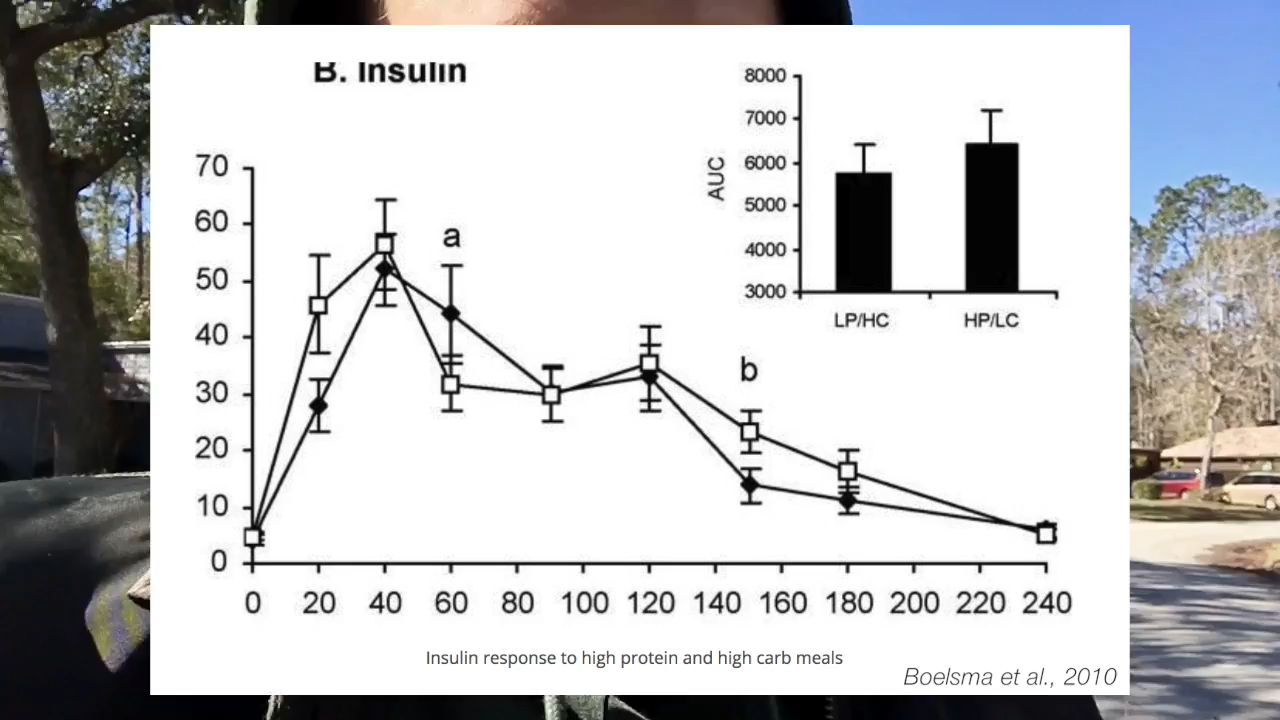 B. Insulin
70
60
50
40
30
20
10
0
a
b
0 20 40 60 80 100 120 140 160 180 200 220 240
AUC
8000
7000
6000
5000
4000
3000
LP/HC HP/LC
Insulin response to high protein and high carb meals
Boelsma et al., 2010